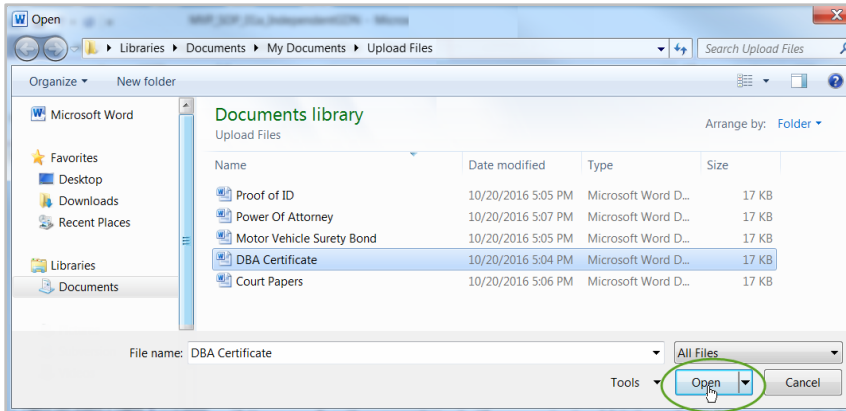 W Open
Libraries Documents My Documents Upload Files Search Upload Files
Organize New folder
W Microsoft Word
Favorites
Desktop
Downloads
Recent Places
Libraries
Documents
Documents library
Upload Files
Arrange by: Folder
Name Date modified Type Size
Proof of ID 10/20/2016 5:05 PM Microsoft Word D... 17 KB
Power Of Attorney 10/20/2016 5:07 PM Microsoft Word D... 17 KB
Motor Vehicle Surety Bond 10/20/2016 5:05 PM Microsoft Word D... 17 KB
DBA Certificate 10/20/2016 5:04 PM Microsoft Word D... 17 KB
Court Papers 10/20/2016 5:06 PM Microsoft Word D... 17 KB
File name: DBA Certificate All Files
Tools Open Cancel